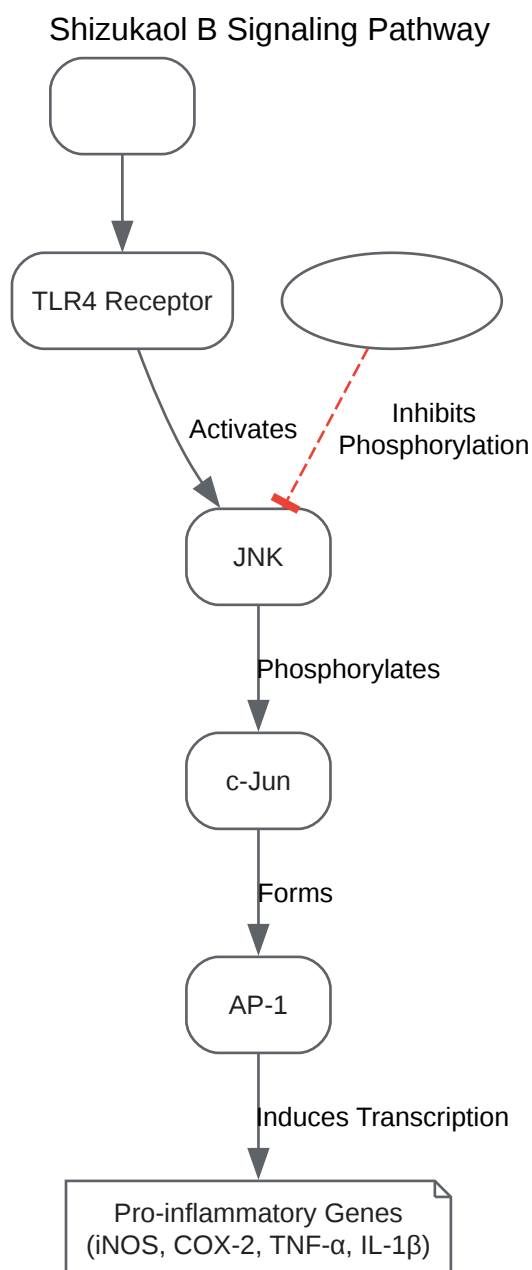 Shizukaol B Signaling Pathway
TLR4 Receptor
Activates
Inhibits
Phosphorylation
JNK
Phosphorylates
c-Jun
Forms
AP-1
Induces Transcription
Pro-inflammatory Genes
(iNOS, COX-2, TNF-α, IL-1β)